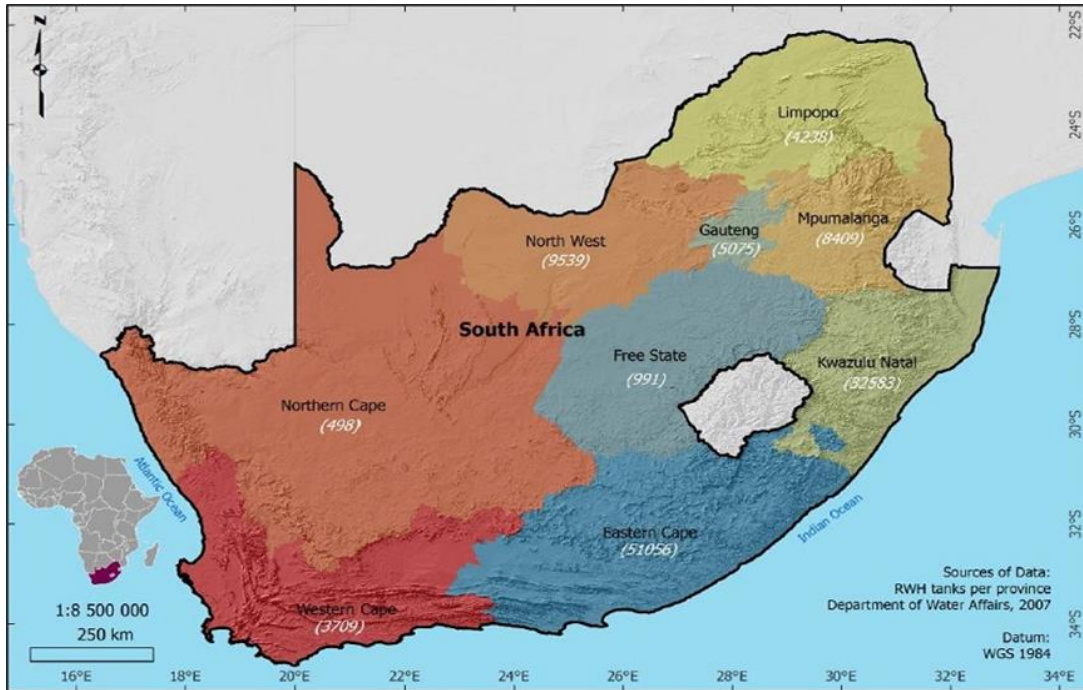 N
22°S
24°S
26°S
28°S
30°S
32°S
34°S
Limpopo
(4238)
Mpumalanga
(8409)
Gauteng
(5075)
North West
(9539)
South Africa
Free State
(991)
Kwazulu Natal
(32583)
Northern Cape
(498)
Eastern Cape
(51056)
Western Cape
(3709)
Atlantic Ocean
Indian Ocean
1:8 500 000
250 km
Sources of Data:
RWH tanks per province
Department of Water Affairs, 2007
Datum:
WGS 1984
16°E
18°E
20°E
22°E
24°E
26°E
28°E
30°E
32°E
34°E